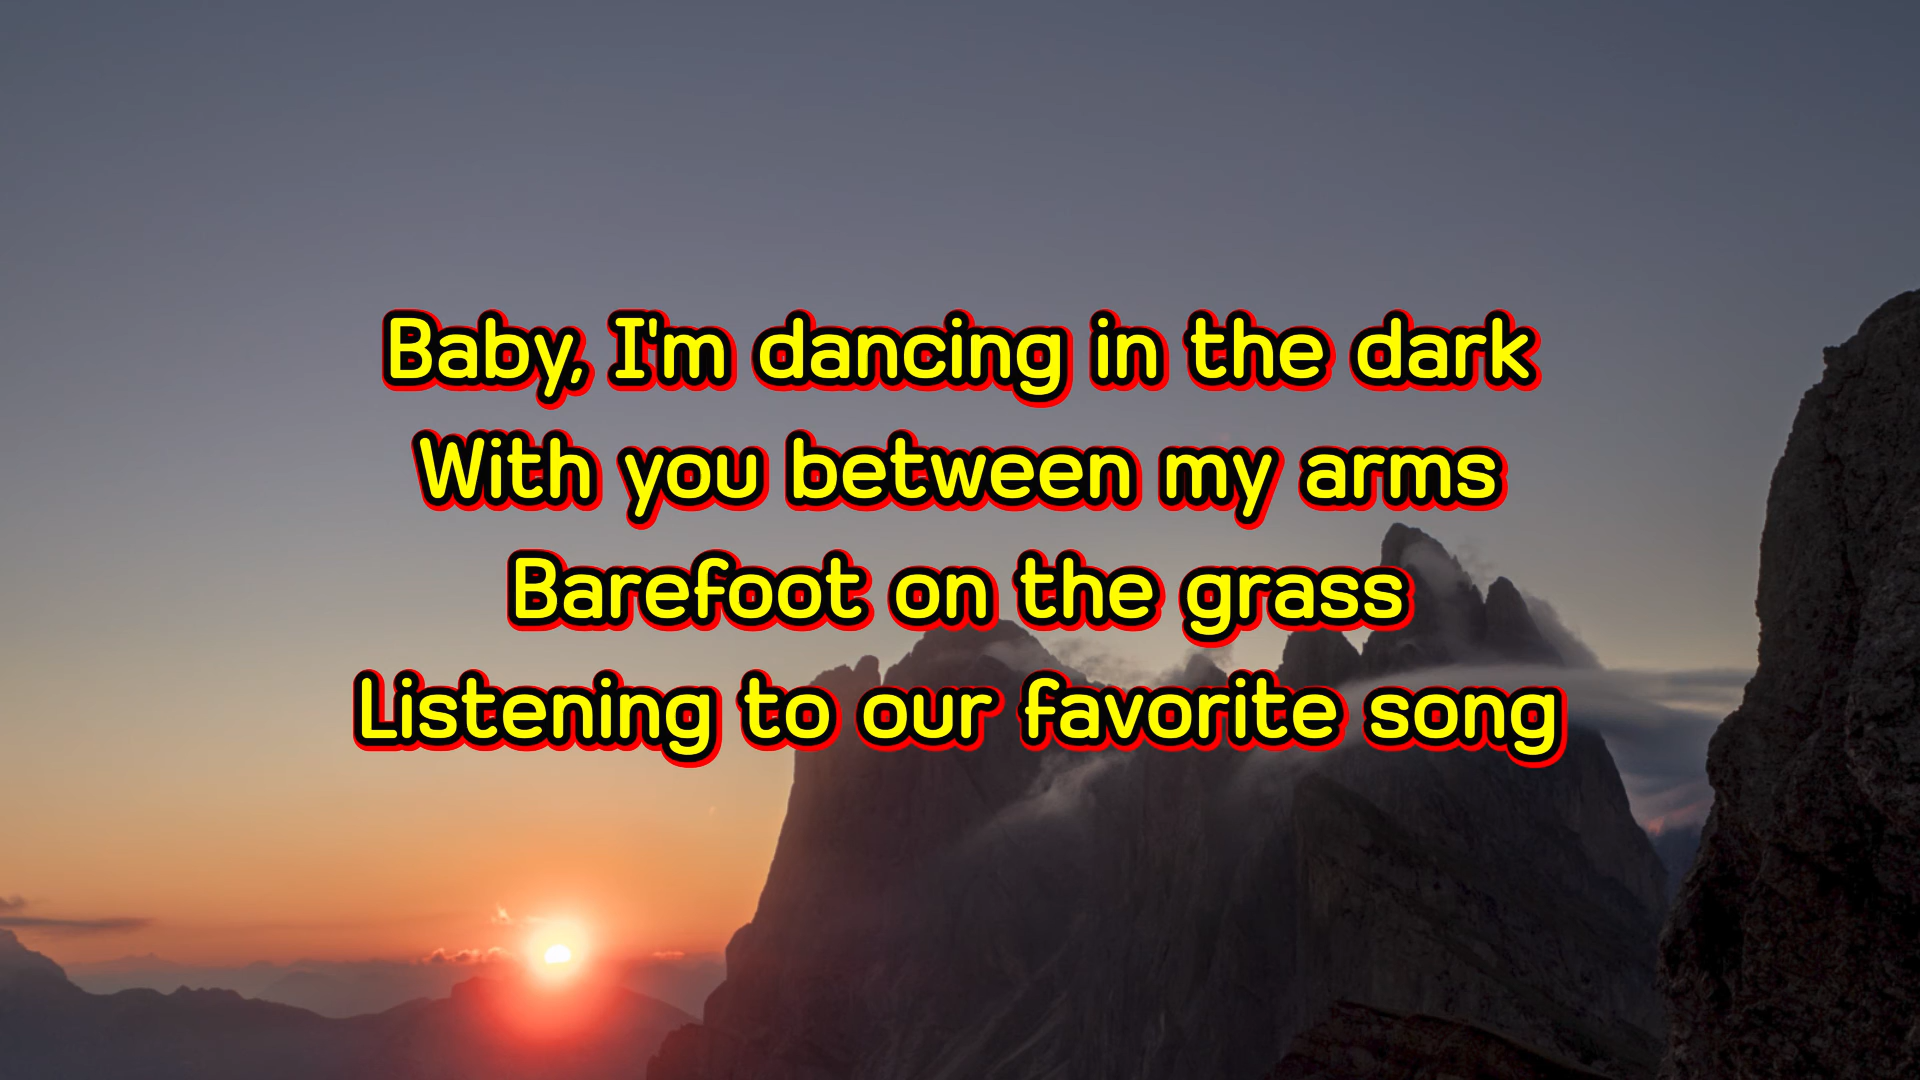 Baby, I'm dancing in the dark
With you between my arms
Barefoot on the grass
Listening to our favorite song